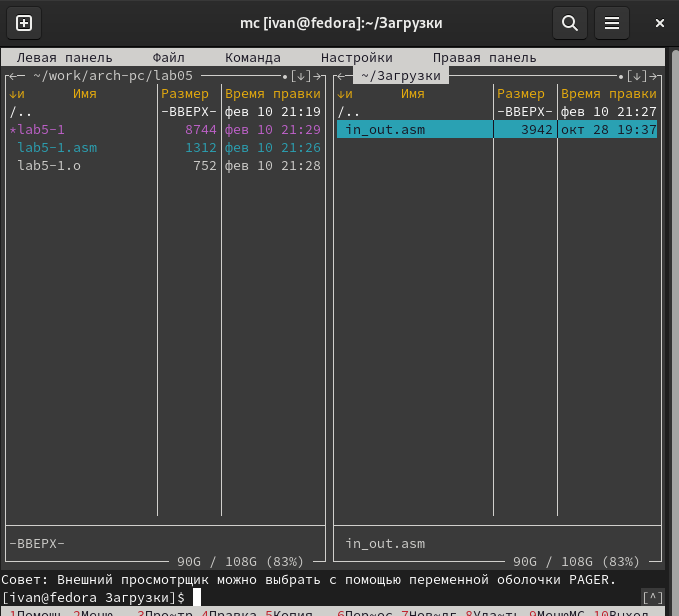 mc [ivan@fedora]:~/Загрузки
Левая панель Файл Команда Настройки Правая панель
~/work/arch-pc/lab05 [↓] ~/Загрузки [↓]
↓и Имя Размер Время правки ↓и Имя Размер Время правки
/.. -ВВЕРХ- фев 10 21:19 /.. -ВВЕРХ- фев 10 21:27
*lab5-1 8744 фев 10 21:29 in_out.asm 3942 окт 28 19:37
lab5-1.asm 1312 фев 10 21:26
lab5-1.o 752 фев 10 21:28
-ВВЕРХ- in_out.asm
90G / 108G (83%) 90G / 108G (83%)
Совет: Внешний просмотрщик можно выбрать с помощью переменной оболочки PAGER.
[ivan@fedora Загрузки]$ [^]
1Помощь 2Меню 3Про~тр 4Правка 5Копия 6Пер~ос 7Нов~лг 8Уда~ть 9МенюMC 10Выход